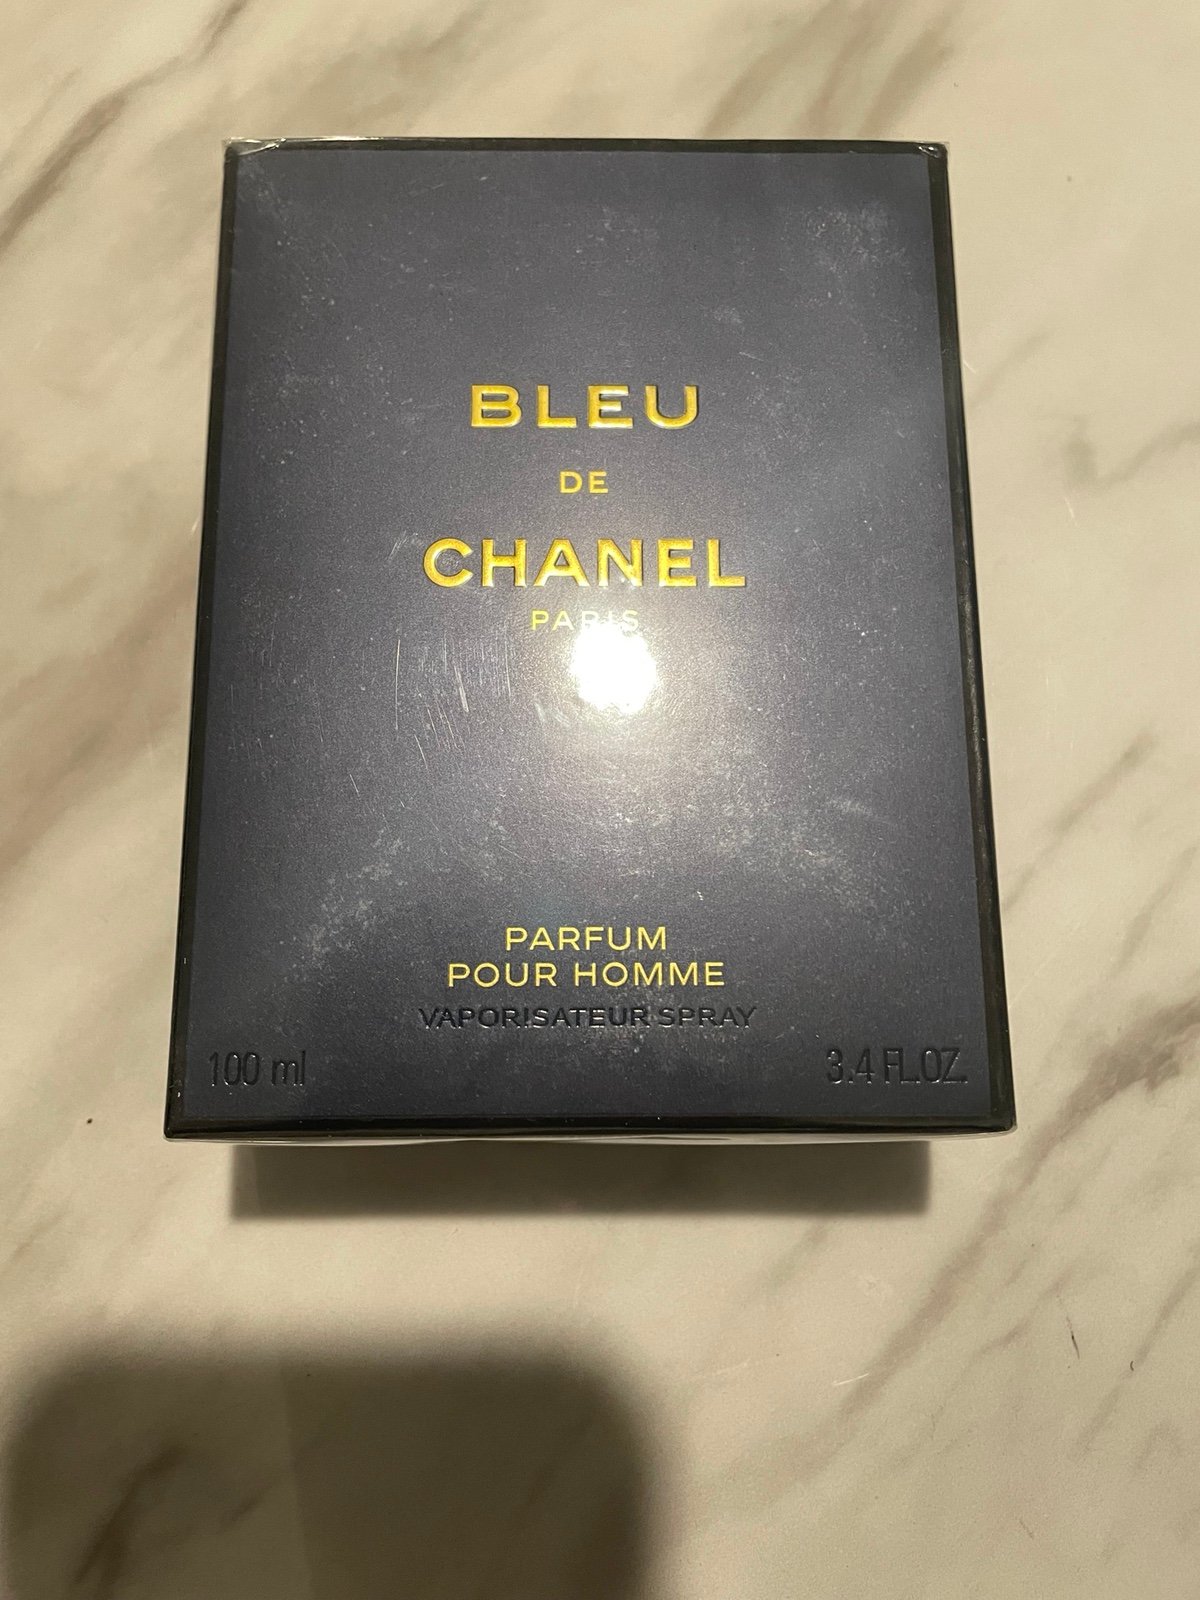 BLEU
DE
CHANEL
PARIS
PARFUM
POUR HOMME
VAPORISATEUR SPRAY
100 ml 3.4 FL.OZ.